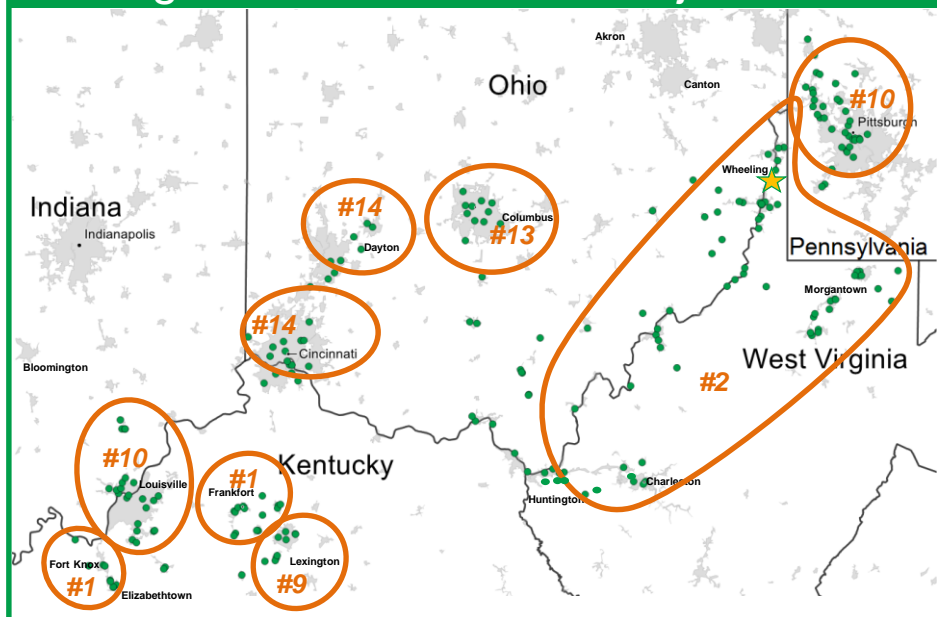 Akron
Ohio
Canton
#10
Pittsburgh
Wheeling
Indiana
#14
Columbus
Indianapolis
#13
Dayton
Pennsylvania
Morgantown
#14
Cincinnati
West Virginia
Bloomington
#2
#10
Kentucky
#1
Louisville
Frankfort
Charleston
Huntington
Fort Knox
Lexington
#1
#9
Elizabethtown